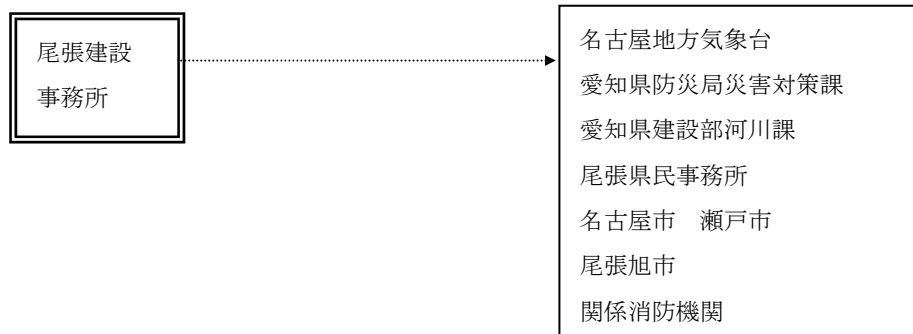 尾張建設
事務所
名古屋地方気象台
愛知県防災局災害対策課
愛知県建設部河川課
尾張県民事務所
名古屋市　瀬戸市
尾張旭市
関係消防機関